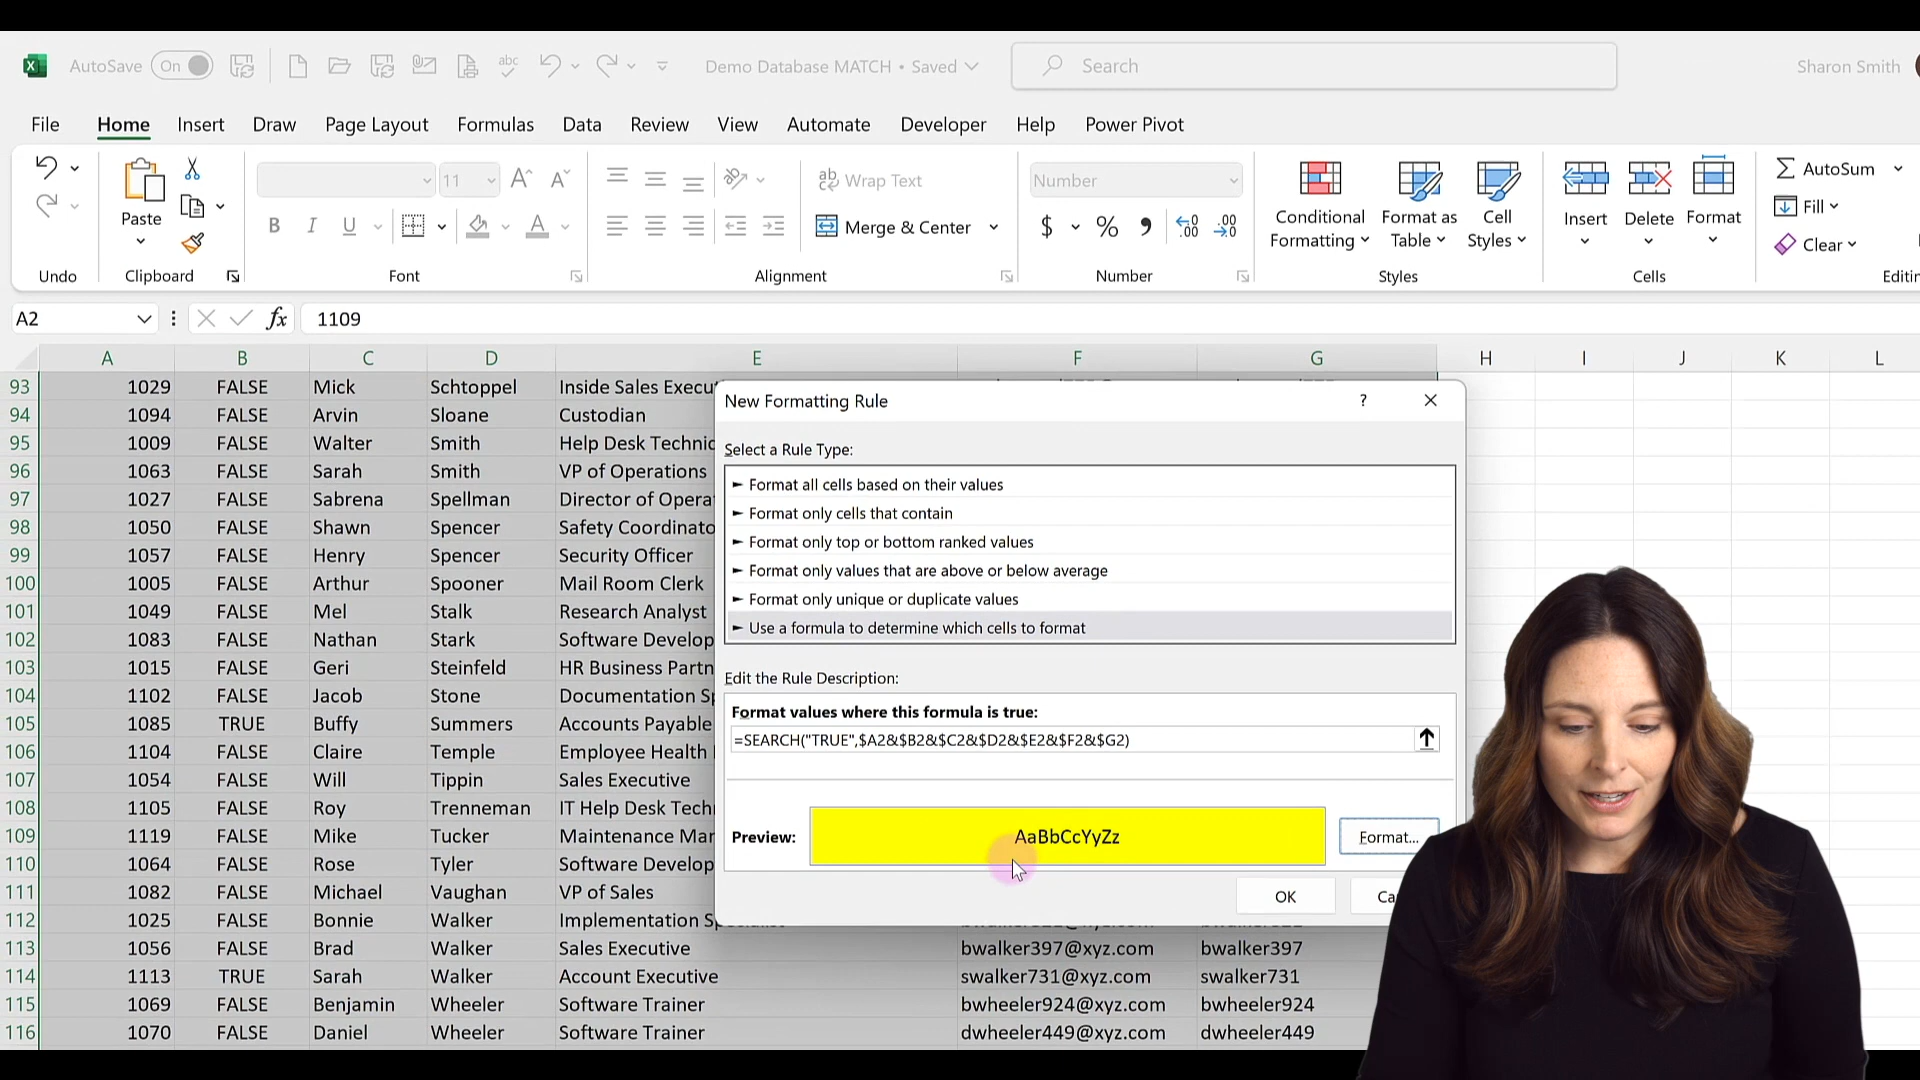 AutoSave On abc Demo Database MATCH • Saved Search Sharon Smith
File Home Insert Draw Page Layout Formulas Data Review View Automate Developer Help Power Pivot
Paste 11 A A ab Wrap Text Number AutoSum
B I U A Merge & Center $ % Conditional Formatting Format as Table Cell Styles Insert Delete Format Fill
Clear
Undo Clipboard Font Alignment Number Styles Cells Editin
A2 fx 1109
A B C D E F G H I J K L
93 1029 FALSE Mick Schtoppel Inside Sales Execu
94 1094 FALSE Arvin Sloane Custodian
95 1009 FALSE Walter Smith Help Desk Technic
96 1063 FALSE Sarah Smith VP of Operations
97 1027 FALSE Sabrena Spellman Director of Opera
98 1050 FALSE Shawn Spencer Safety Coordinato
99 1057 FALSE Henry Spencer Security Officer
100 1005 FALSE Arthur Spooner Mail Room Clerk
101 1049 FALSE Mel Stalk Research Analyst
102 1083 FALSE Nathan Stark Software Develop
103 1015 FALSE Geri Steinfeld HR Business Partn
104 1102 FALSE Jacob Stone Documentation Sp
105 1085 TRUE Buffy Summers Accounts Payable
106 1104 FALSE Claire Temple Employee Health
107 1054 FALSE Will Tippin Sales Executive
108 1105 FALSE Roy Trenneman IT Help Desk Tech
109 1119 FALSE Mike Tucker Maintenance Man
110 1064 FALSE Rose Tyler Software Develop
111 1082 FALSE Michael Vaughan VP of Sales
112 1025 FALSE Bonnie Walker Implementation Specialist
113 1056 FALSE Brad Walker Sales Executive bwalker397@xyz.com bwalker397
114 1113 TRUE Sarah Walker Account Executive swalker731@xyz.com swalker731
115 1069 FALSE Benjamin Wheeler Software Trainer bwheeler924@xyz.com bwheeler924
116 1070 FALSE Daniel Wheeler Software Trainer dwheeler449@xyz.com dwheeler449
New Formatting Rule ?
Select a Rule Type:
► Format all cells based on their values
► Format only cells that contain
► Format only top or bottom ranked values
► Format only values that are above or below average
► Format only unique or duplicate values
► Use a formula to determine which cells to format
Edit the Rule Description:
Format values where this formula is true:
=SEARCH("TRUE",$A2&$B2&$C2&$D2&$E2&$F2&$G2)
Preview: AaBbCcYyZz Format...
OK Ca